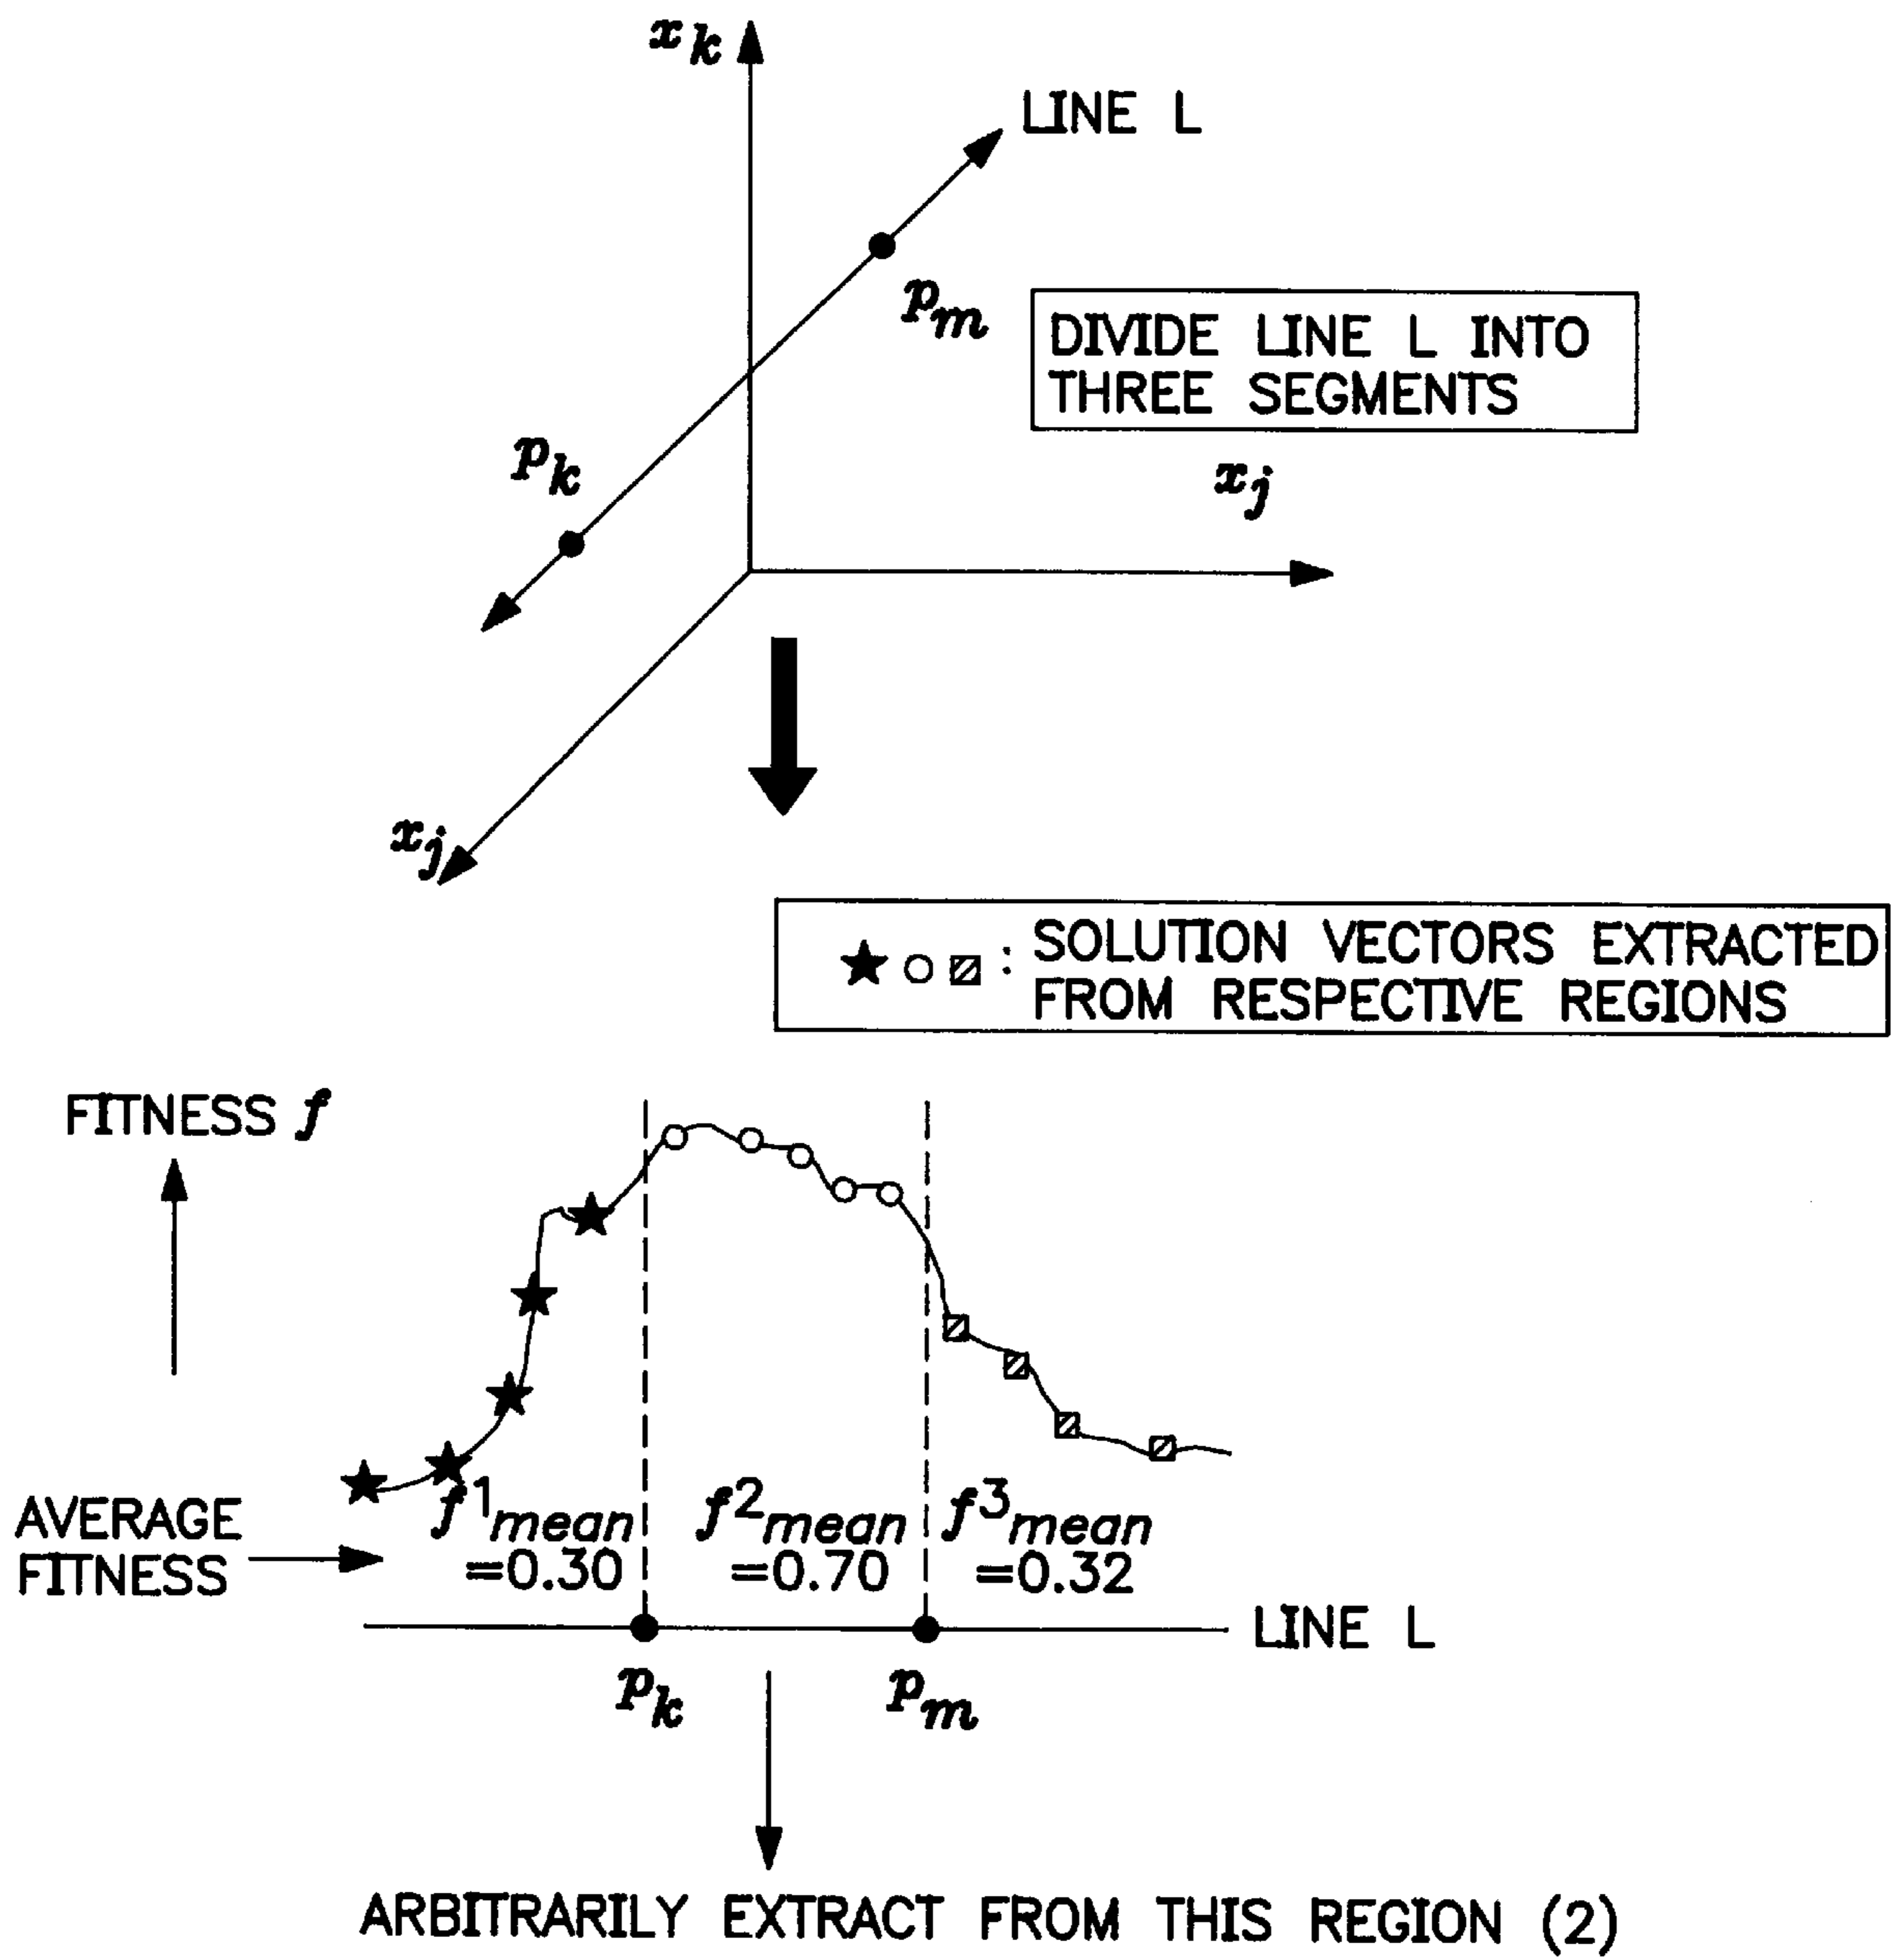 x_k
LINE L
p_m
DIVIDE LINE L INTO
THREE SEGMENTS
p_k
x_j
x_j
★ ○ ▨ : SOLUTION VECTORS EXTRACTED
FROM RESPECTIVE REGIONS
FITNESS f
AVERAGE
FITNESS
f^1_mean
=0.30
f^2_mean
=0.70
f^3_mean
=0.32
LINE L
p_k
p_m
ARBITRARILY EXTRACT FROM THIS REGION (2)